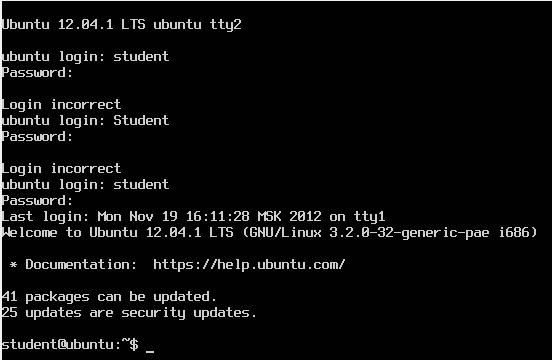 Ubuntu 12.04.1 LTS ubuntu tty2
ubuntu login: student
Password:
Login incorrect
ubuntu login: Student
Password:
Login incorrect
ubuntu login: student
Password:
Last login: Mon Nov 19 16:11:28 MSK 2012 on tty1
Welcome to Ubuntu 12.04.1 LTS (GNU/Linux 3.2.0-32-generic-pae i686)
* Documentation:  https://help.ubuntu.com/
41 packages can be updated.
25 updates are security updates.
student@ubuntu:~$ _